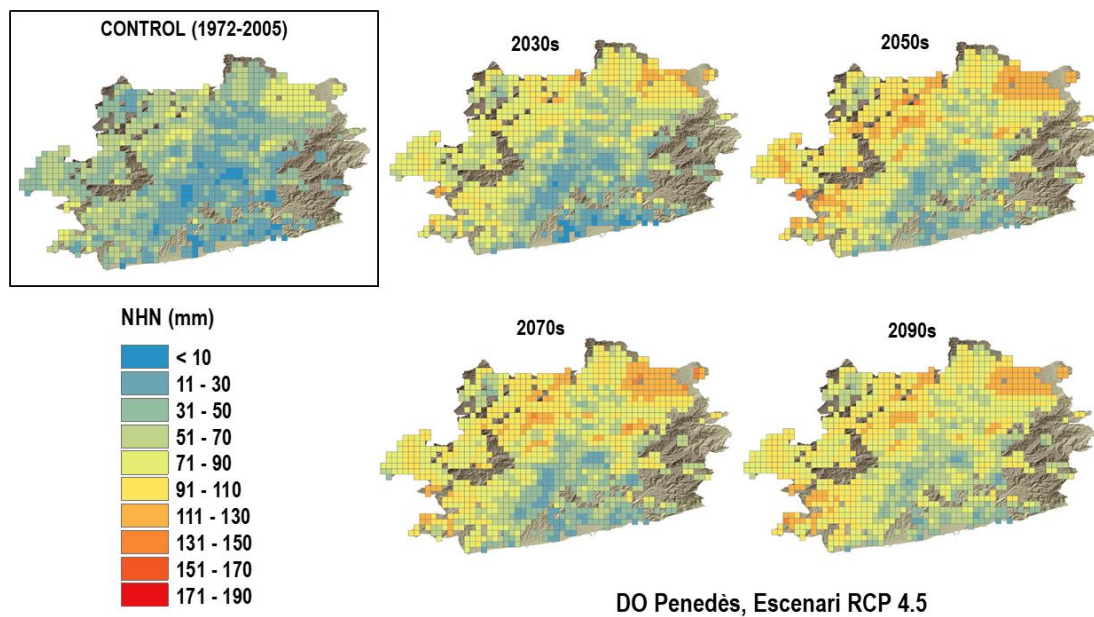 CONTROL (1972-2005)
2030s
2050s
NHN (mm)
< 10
11 - 30
31 - 50
51 - 70
71 - 90
91 - 110
111 - 130
131 - 150
151 - 170
171 - 190
2070s
2090s
DO Penedès, Escenari RCP 4.5